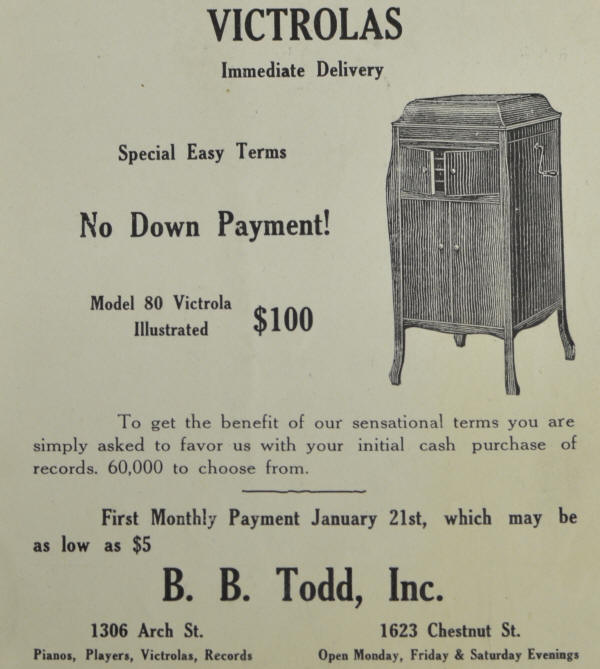 VICTROLAS
Immediate Delivery
Special Easy Terms
No Down Payment!
Model 80 Victrola
Illustrated
$100
To get the benefit of our sensational terms you are
simply asked to favor us with your initial cash purchase of
records. 60,000 to choose from.
First Monthly Payment January 21st, which may be
as low as $5
B. B. Todd, Inc.
1306 Arch St.
1623 Chestnut St.
Pianos, Players, Victrolas, Records
Open Monday, Friday & Saturday Evenings